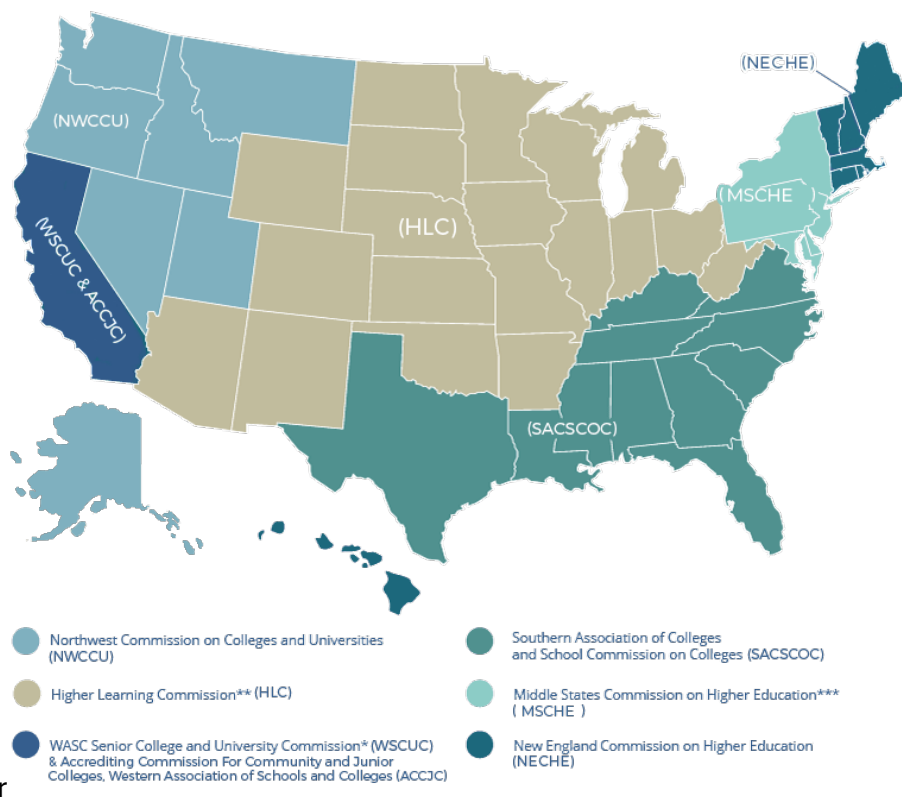 (NECHE)
(NWCCU)
(MSCHE )
(HLC)
(WSCUC & ACCJC)
(SACSCOC)
Northwest Commission on Colleges and Universities
(NWCCU)
Southern Association of Colleges
and School Commission on Colleges (SACSCOC)
Higher Learning Commission** (HLC)
Middle States Commission on Higher Education***
( MSCHE )
WASC Senior College and University Commission* (WSCUC)
& Accrediting Commission For Community and Junior
Colleges, Western Association of Schools and Colleges (ACCJC)
New England Commission on Higher Education
(NECHE)
r